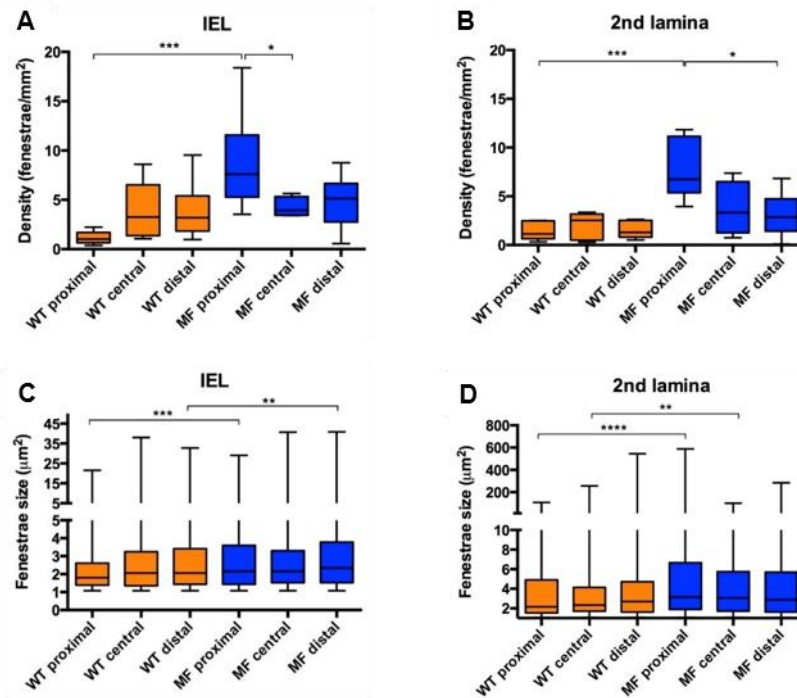 A
IEL
***
*
Density (fenestrae/mm²)
20
15
10
5
0
WT proximal
WT central
WT distal
MF proximal
MF central
MF distal
B
2nd lamina
***
*
Density (fenestrae/mm²)
20
15
10
5
0
WT proximal
WT central
WT distal
MF proximal
MF central
MF distal
C
IEL
***
**
Fenestrae size (µm²)
45
35
25
15
5
5
4
3
2
1
0
WT proximal
WT central
WT distal
MF proximal
MF central
MF distal
D
2nd lamina
**
****
Fenestrae size (µm²)
800
600
400
200
10
8
6
4
2
WT proximal
WT central
WT distal
MF proximal
MF central
MF distal